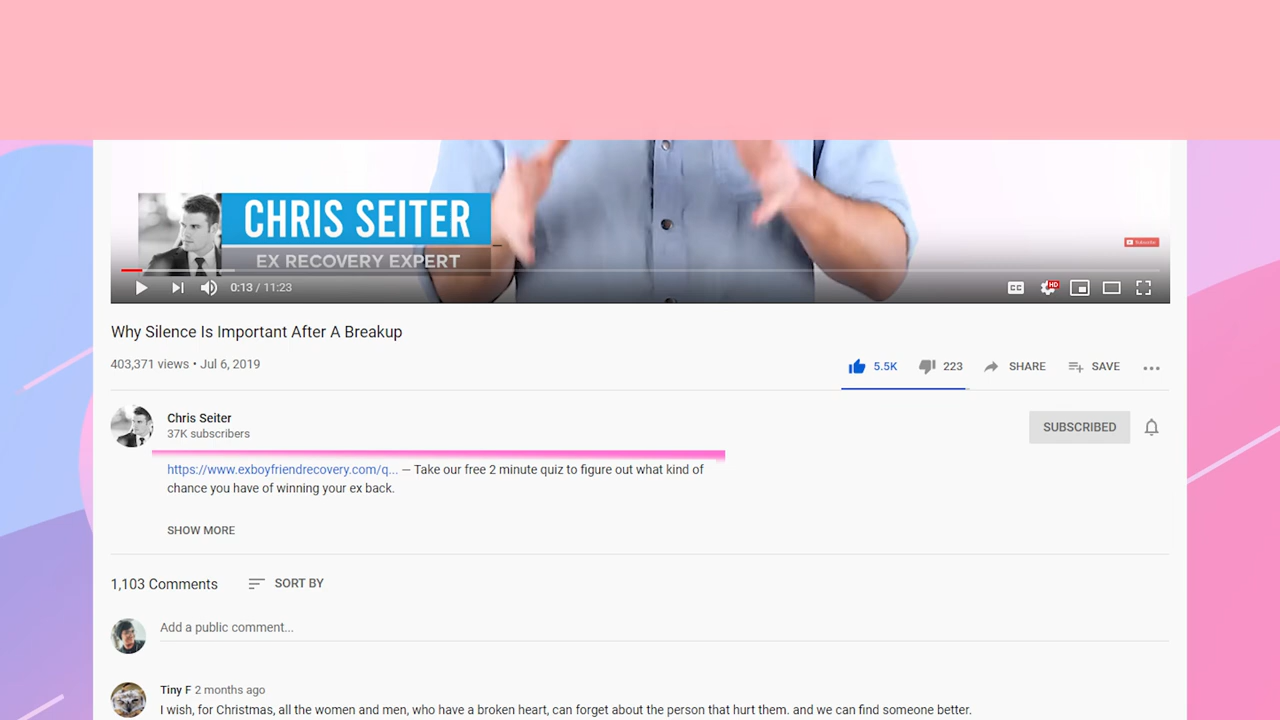 CHRIS SEITER
EX RECOVERY EXPERT
Subscribe
0:13 / 11:23
CC
HD
Why Silence Is Important After A Breakup
403,371 views • Jul 6, 2019
5.5K
223
SHARE
SAVE
Chris Seiter
37K subscribers
SUBSCRIBED
https://www.exboyfriendrecovery.com/q... — Take our free 2 minute quiz to figure out what kind of
chance you have of winning your ex back.
SHOW MORE
1,103 Comments
SORT BY
Add a public comment...
Tiny F 2 months ago
I wish, for Christmas, all the women and men, who have a broken heart, can forget about the person that hurt them. and we can find someone better.